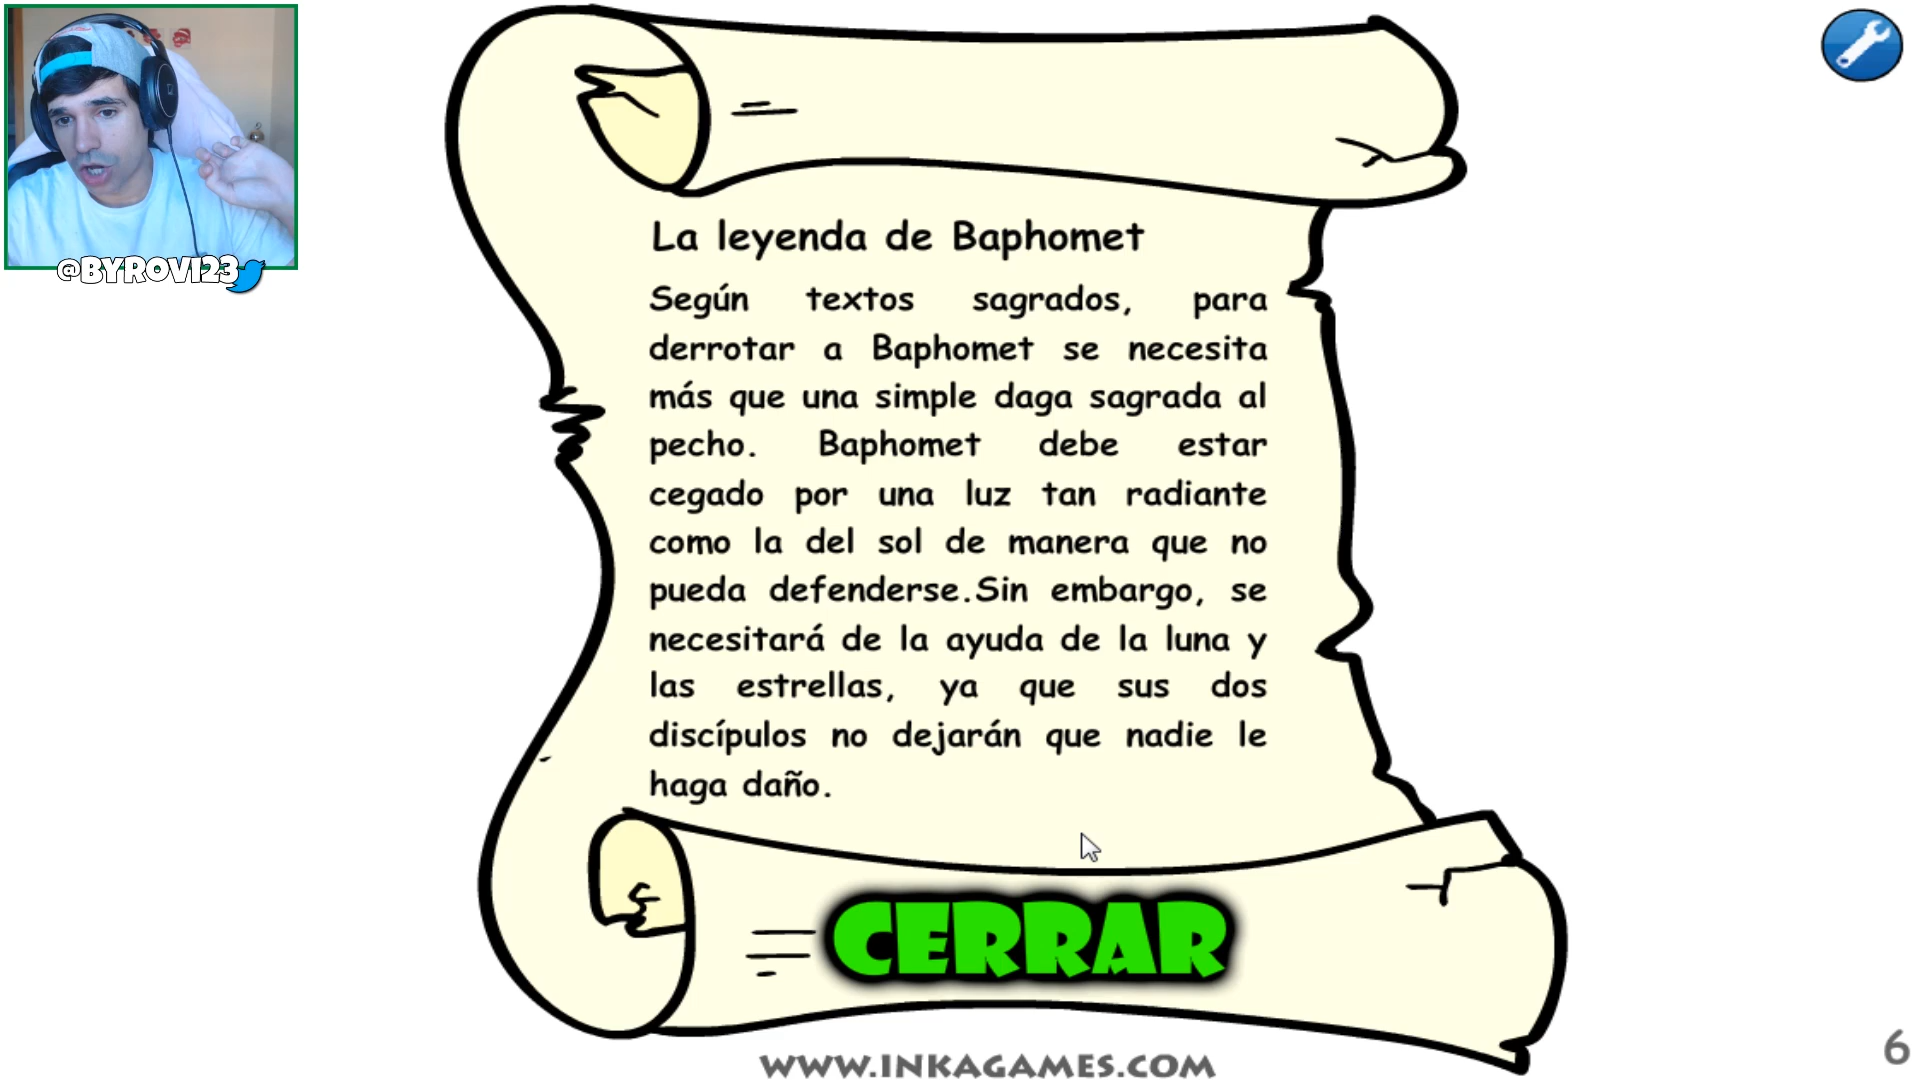 @BYROVI23
La leyenda de Baphomet
Según textos sagrados, para
derrotar a Baphomet se necesita
más que una simple daga sagrada al
pecho. Baphomet debe estar
cegado por una luz tan radiante
como la del sol de manera que no
pueda defenderse.Sin embargo, se
necesitará de la ayuda de la luna y
las estrellas, ya que sus dos
discípulos no dejarán que nadie le
haga daño.
CERRAR
WWW.INKAGAMES.COM
6